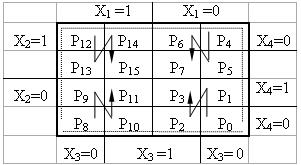 X₁=1 X₁=0
X₂=1 P₁₂ P₁₄ P₆ P₄ X₄=0
P₁₃ P₁₅ P₇ P₅
X₄=1
X₂=0 P₉ P₁₁ P₃ P₁
P₈ P₁₀ P₂ P₀ X₄=0
X₃=0 X₃=1 X₃=0